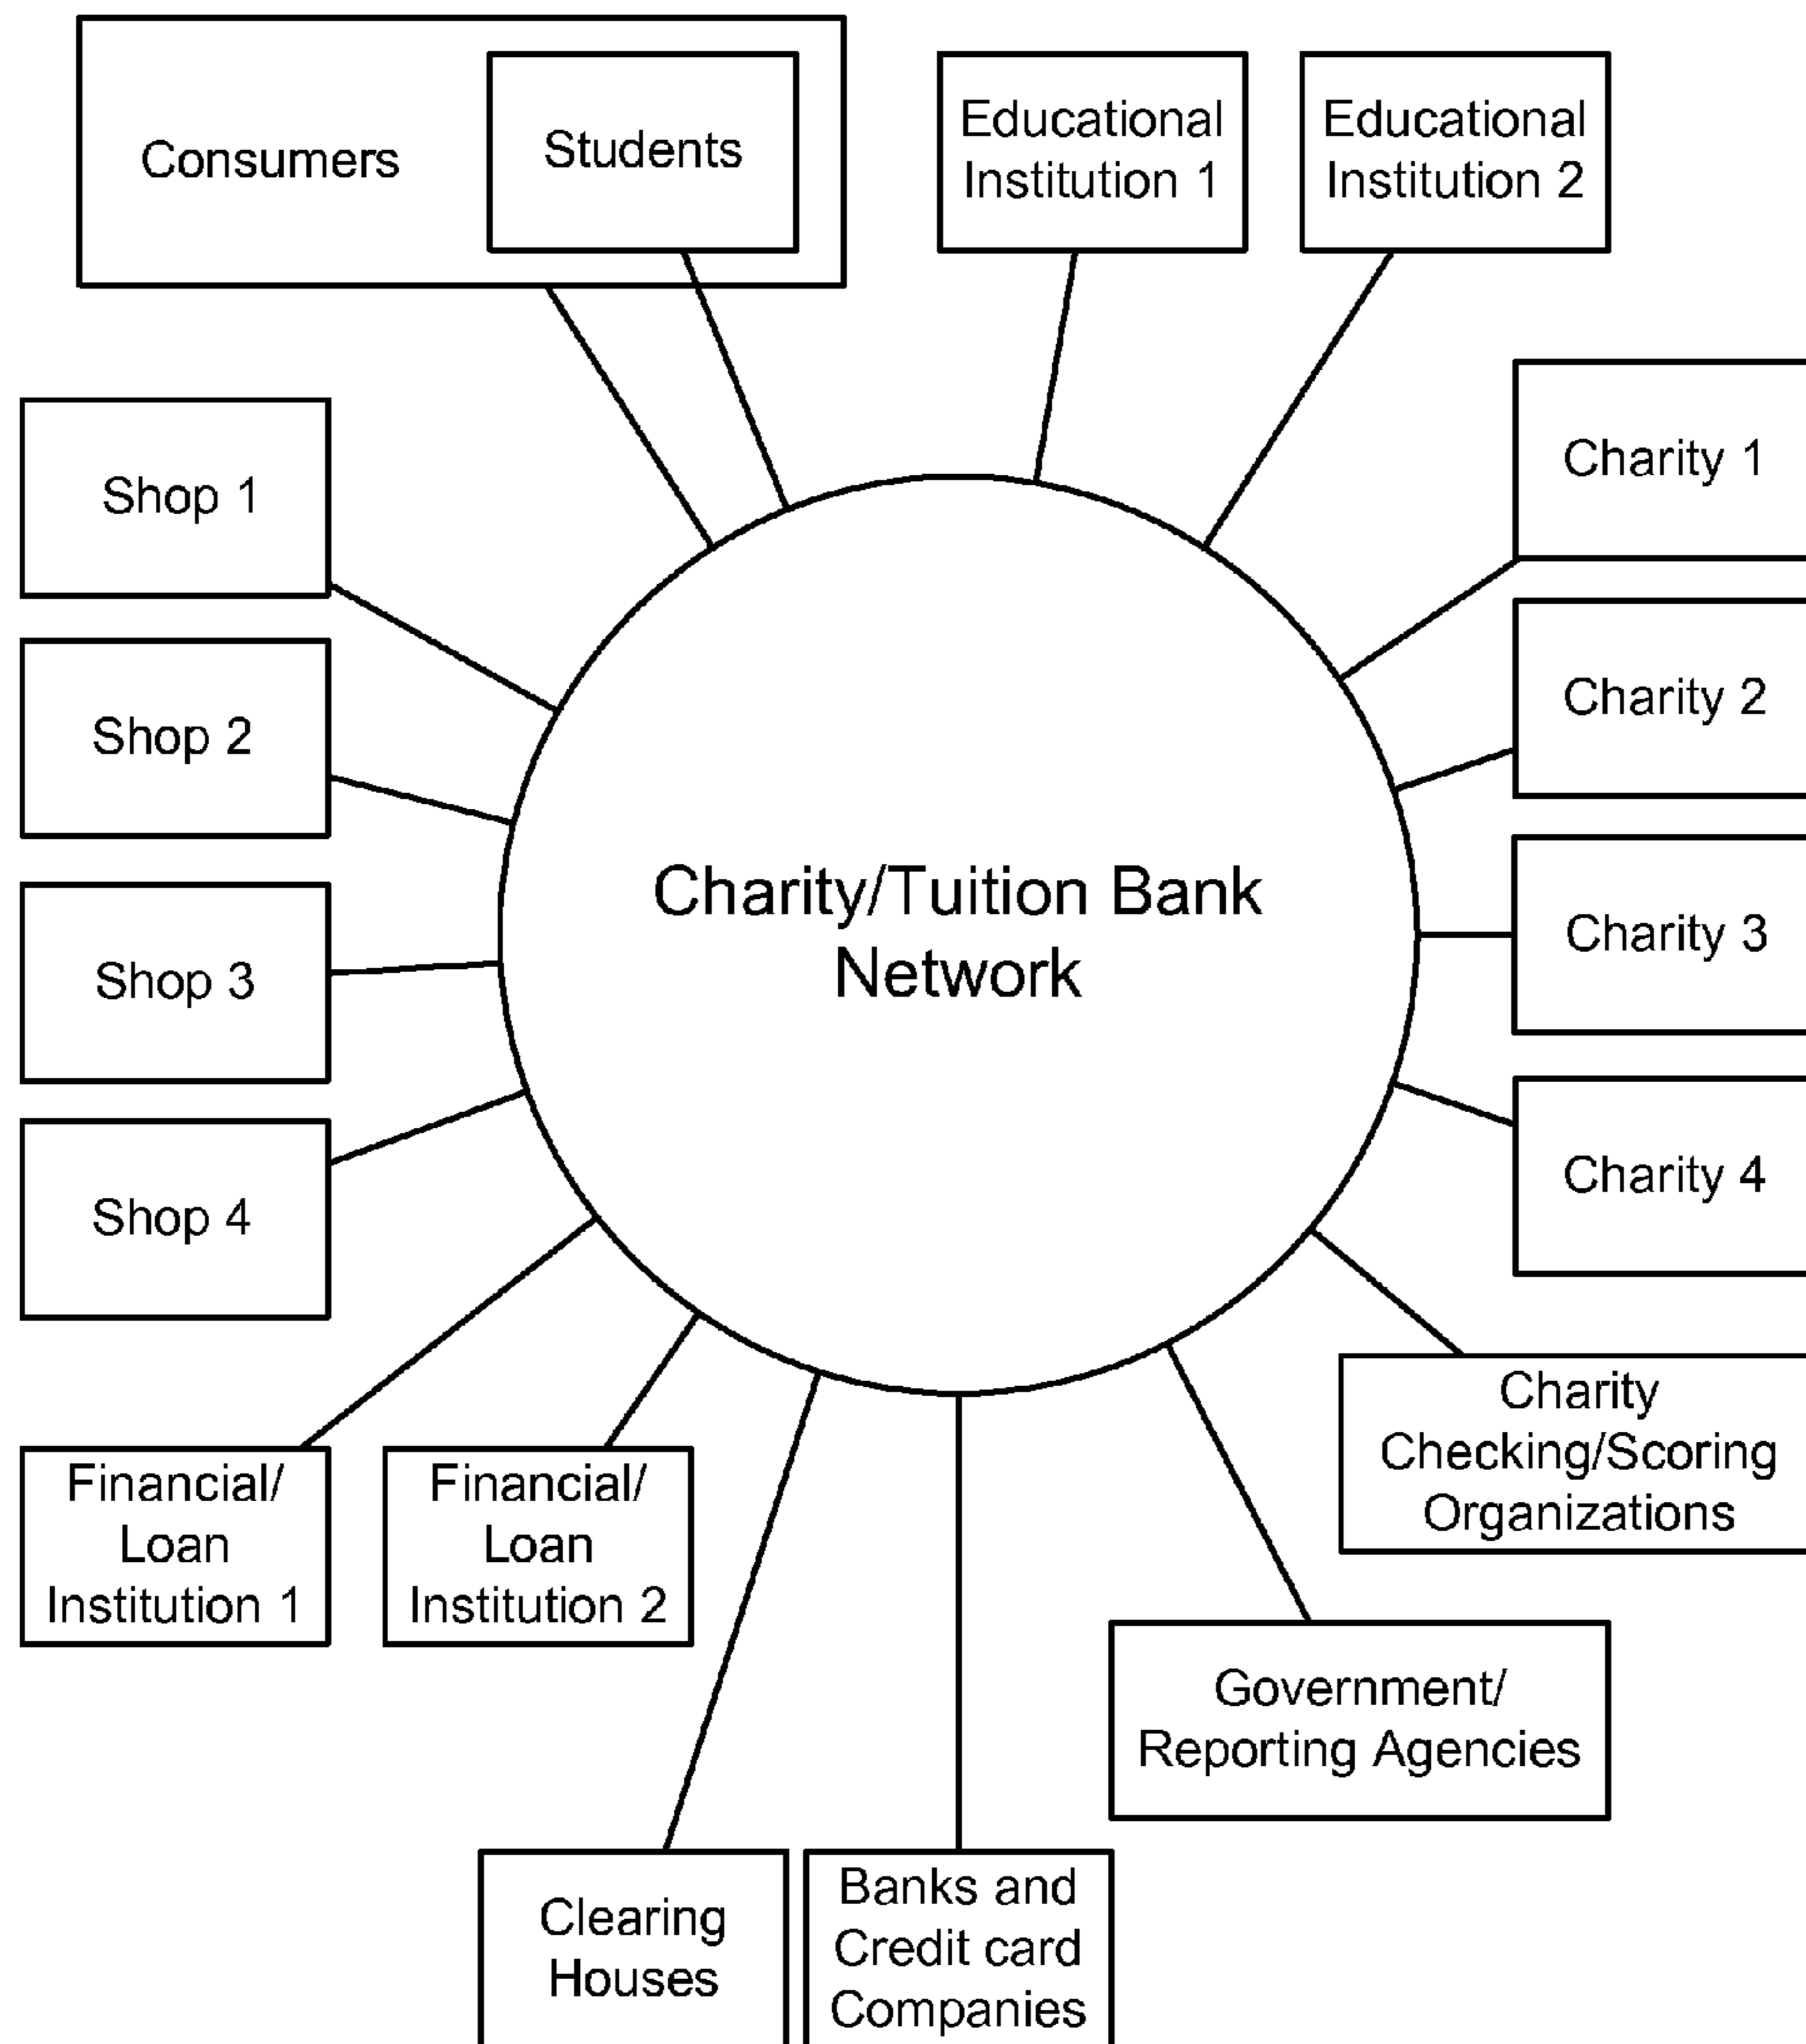 Consumers
Students
Educational
Institution 1
Educational
Institution 2
Shop 1
Shop 2
Shop 3
Shop 4
Charity/Tuition Bank
Network
Charity 1
Charity 2
Charity 3
Charity 4
Financial/
Loan
Institution 1
Financial/
Loan
Institution 2
Charity
Checking/Scoring
Organizations
Government/
Reporting Agencies
Clearing
Houses
Banks and
Credit card
Companies